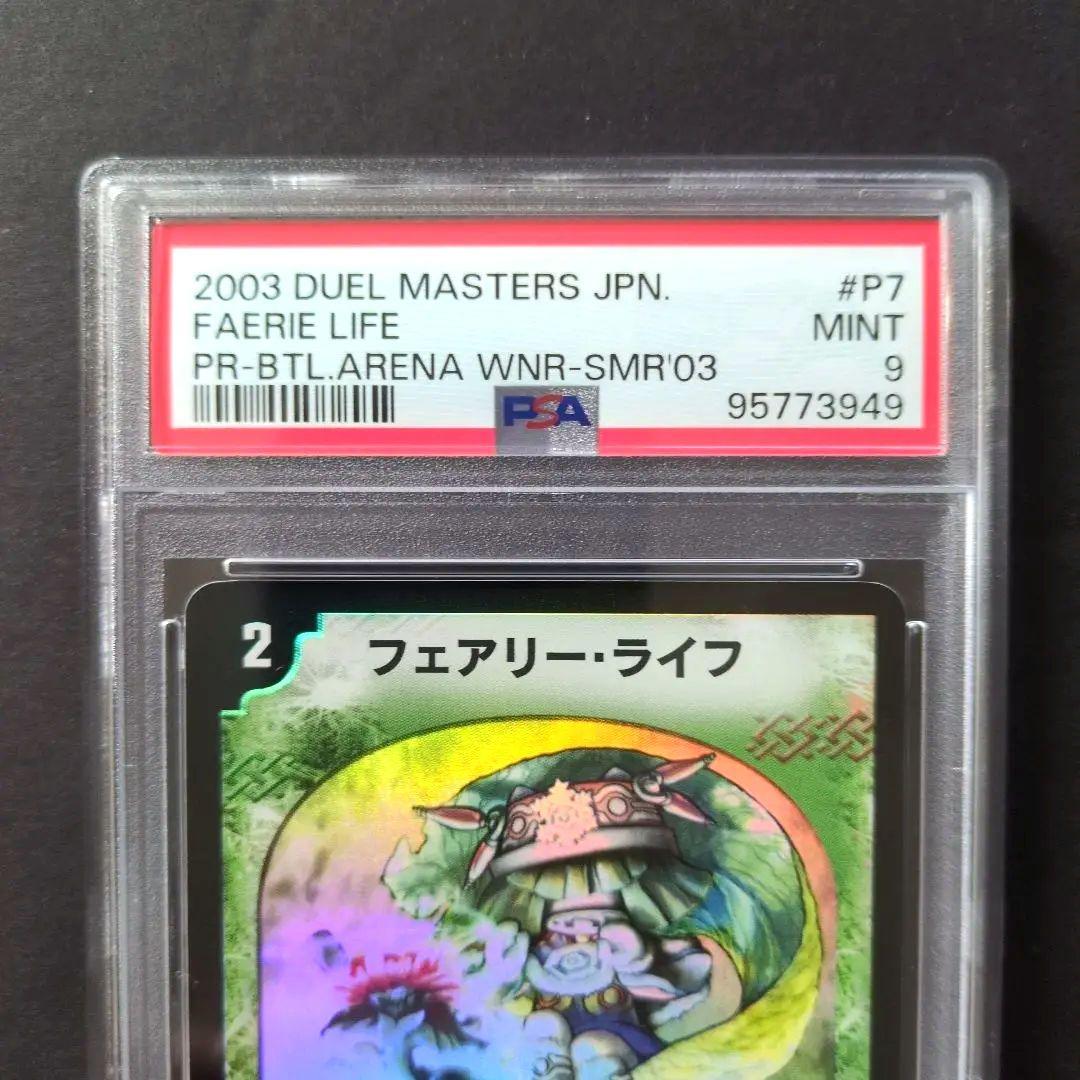 2003 DUEL MASTERS JPN. #P7
FAERIE LIFE MINT
PR-BTL.ARENA WNR-SMR'03 9
PSA 95773949
2 フェアリー・ライフ